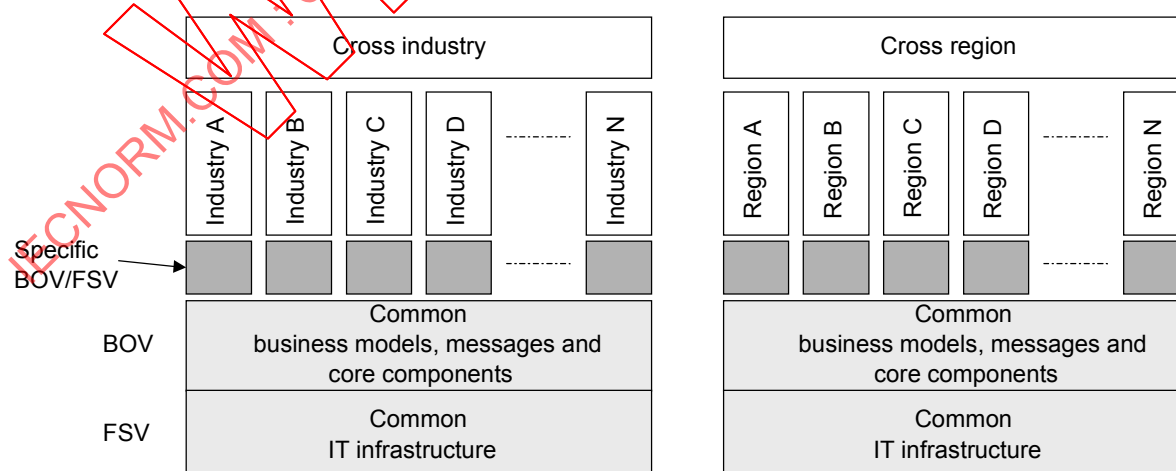 Cross industry
Cross region
Industry A
Industry B
Industry C
Industry D
Industry N
Region A
Region B
Region C
Region D
Region N
Specific
BOV/FSV
BOV
Common
business models, messages and
core components
Common
business models, messages and
core components
FSV
Common
IT infrastructure
Common
IT infrastructure
IECNORM.COM